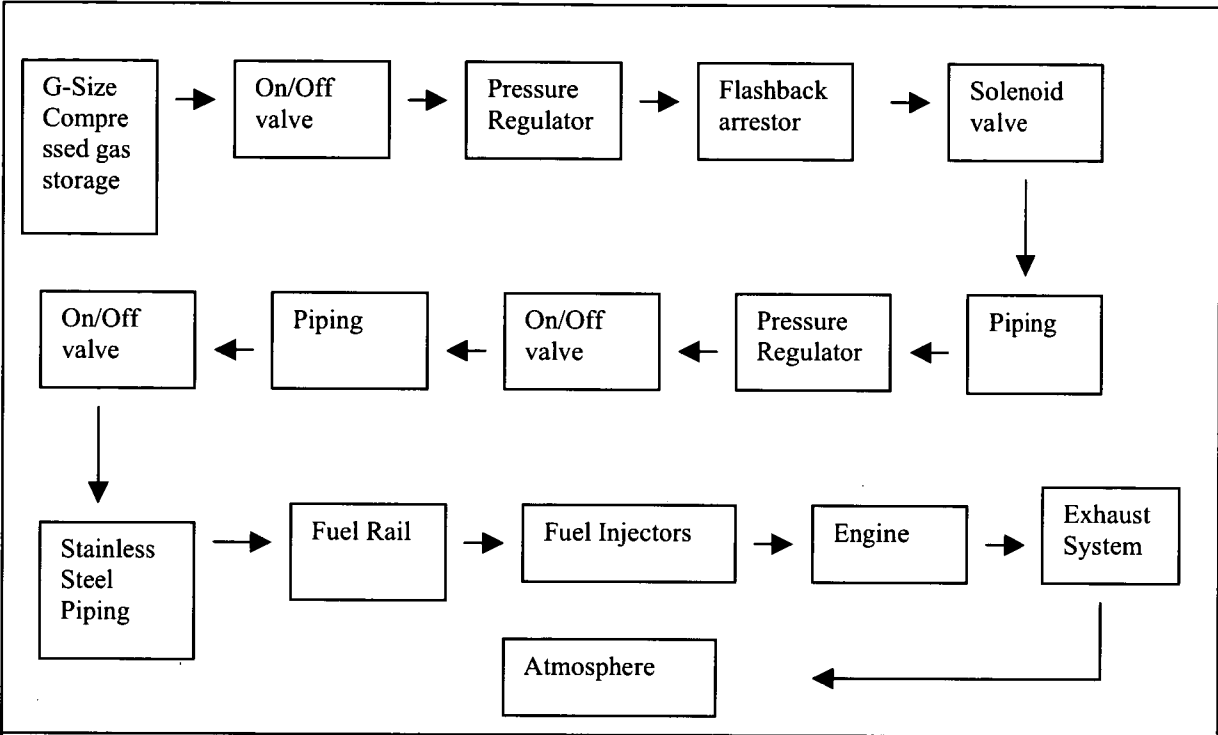 G-Size
Compre
ssed gas
storage
On/Off
valve
Pressure
Regulator
Flashback
arrestor
Solenoid
valve
Piping
Pressure
Regulator
On/Off
valve
Piping
On/Off
valve
Stainless
Steel
Piping
Fuel Rail
Fuel Injectors
Engine
Exhaust
System
Atmosphere